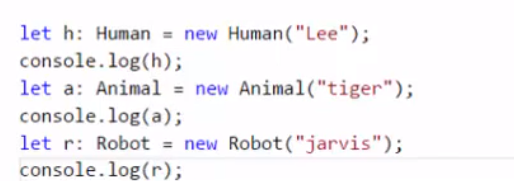 let h: Human = new Human("Lee");
console.log(h);
let a: Animal = new Animal("tiger");
console.log(a);
let r: Robot = new Robot("jarvis");
console.log(r);